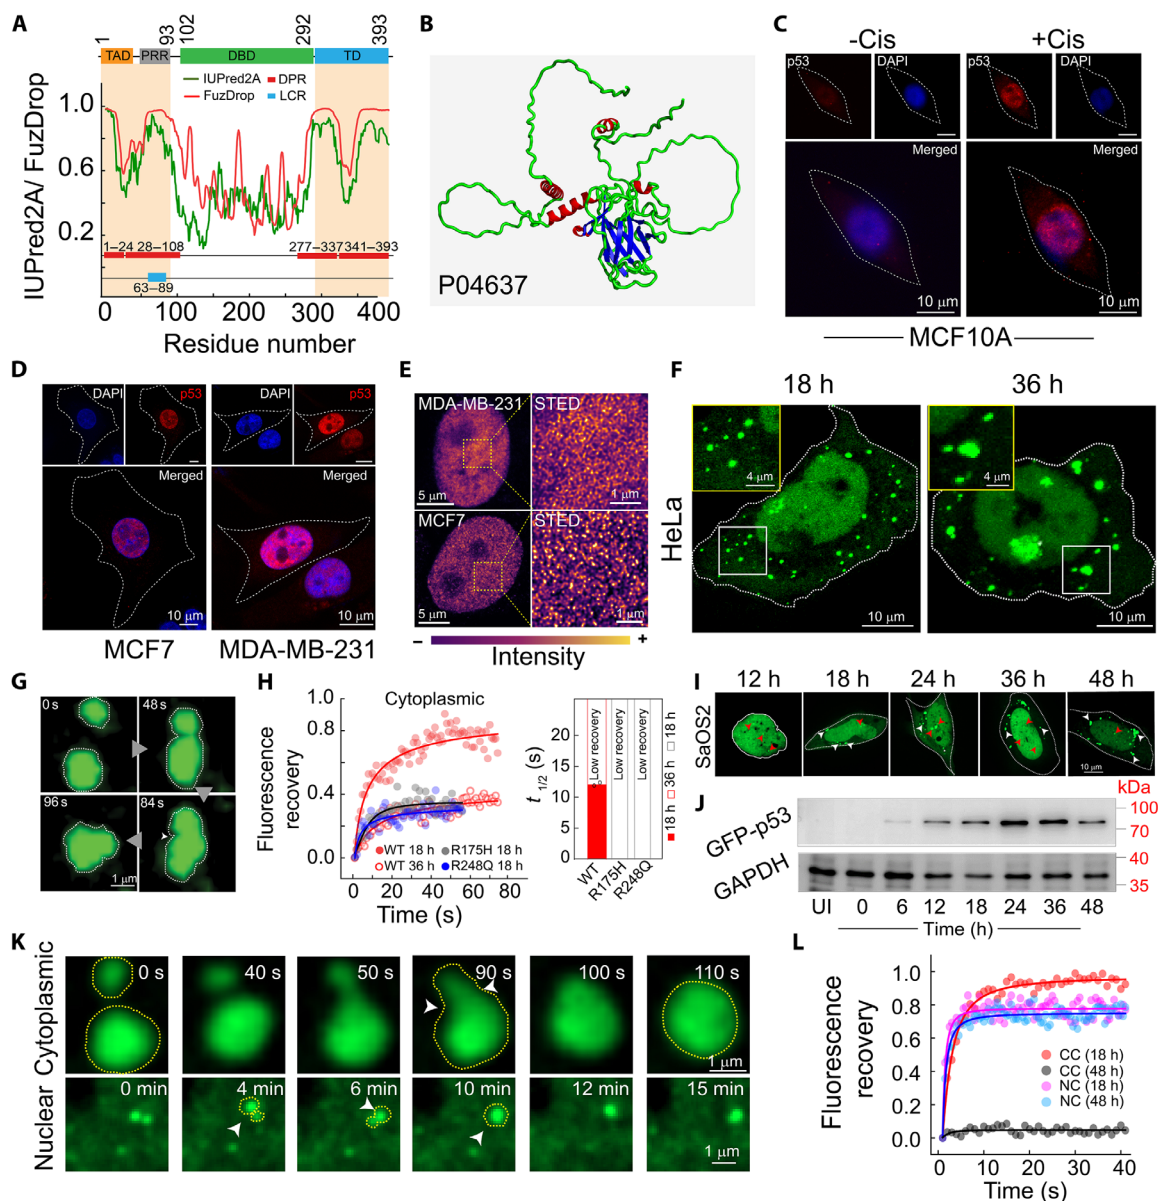 A
1
93
102
292
393
TAD
PRR
DBD
TD
IUPred2A
DPR
FuzDrop
LCR
IUPred2A/ FuzDrop
1.0
0.6
0.2
1–24
28–108
277–337
341–393
63–89
0
100
200
300
400
Residue number
B
P04637
C
-Cis
+Cis
p53
DAPI
p53
DAPI
Merged
Merged
10 μm
10 μm
MCF10A
D
DAPI
p53
DAPI
p53
Merged
Merged
10 μm
10 μm
MCF7
MDA-MB-231
E
MDA-MB-231
STED
5 μm
1 μm
MCF7
STED
5 μm
1 μm
–
+
Intensity
F
18 h
36 h
HeLa
4 μm
4 μm
10 μm
10 μm
G
0 s
48 s
96 s
84 s
1 μm
H
Cytoplasmic
Fluorescence
recovery
1.0
0.8
0.4
0.0
WT 18 h
R175H 18 h
WT 36 h
R248Q 18 h
0
20
40
60
80
Time (s)
t 1/2 (s)
20
15
10
5
0
Low recovery
Low recovery
Low recovery
WT
R175H
R248Q
18 h
36 h
18 h
I
12 h
18 h
24 h
36 h
48 h
SaOS2
10 μm
J
kDa
GFP-p53
100
70
GAPDH
40
35
UI
0
6
12
18
24
36
48
Time (h)
K
Cytoplasmic
0 s
40 s
50 s
90 s
100 s
110 s
1 μm
Nuclear
0 min
4 min
6 min
10 min
12 min
15 min
1 μm
L
Fluorescence
recovery
1.0
0.8
0.6
0.4
0.2
0.0
CC (18 h)
CC (48 h)
NC (18 h)
NC (48 h)
0
10
20
30
40
Time (s)